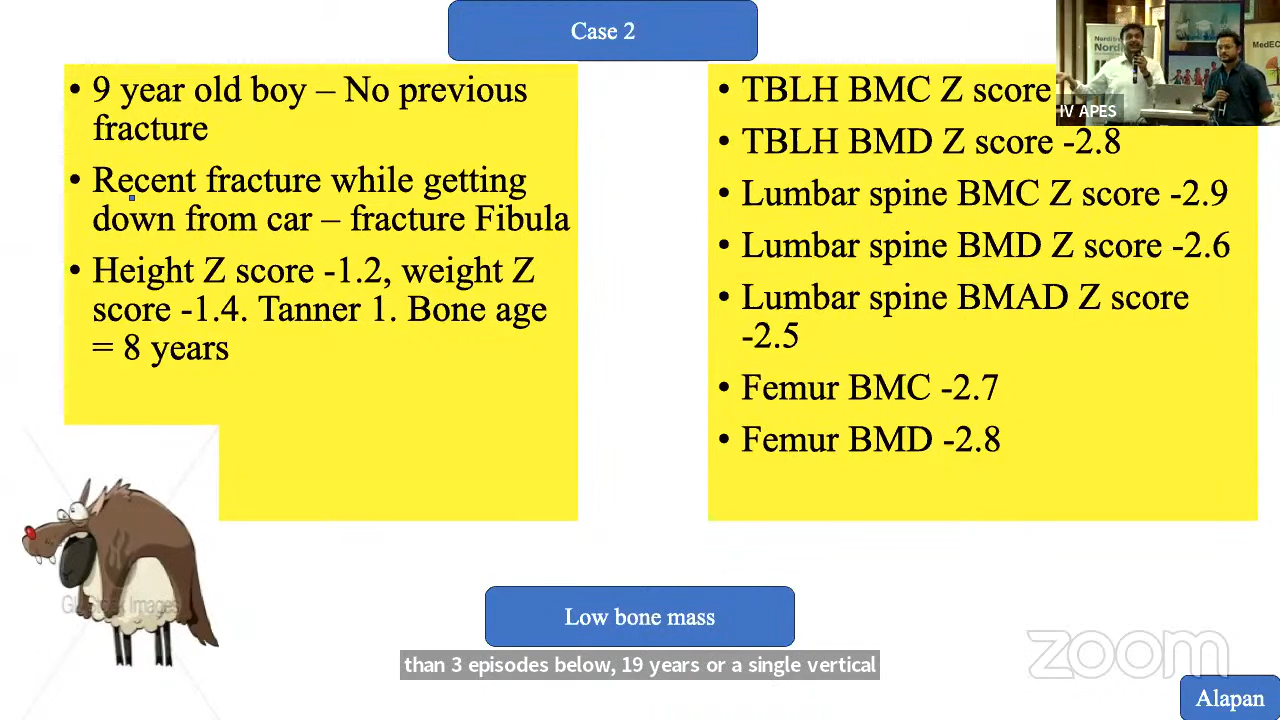 Case 2
• 9 year old boy – No previous
fracture
• Recent fracture while getting
down from car – fracture Fibula
• Height Z score -1.2, weight Z
score -1.4. Tanner 1. Bone age
= 8 years
• TBLH BMC Z score
• TBLH BMD Z score -2.8
• Lumbar spine BMC Z score -2.9
• Lumbar spine BMD Z score -2.6
• Lumbar spine BMAD Z score
-2.5
• Femur BMC -2.7
• Femur BMD -2.8
IV APES
Low bone mass
than 3 episodes below, 19 years or a single vertical
zoom
Alapan